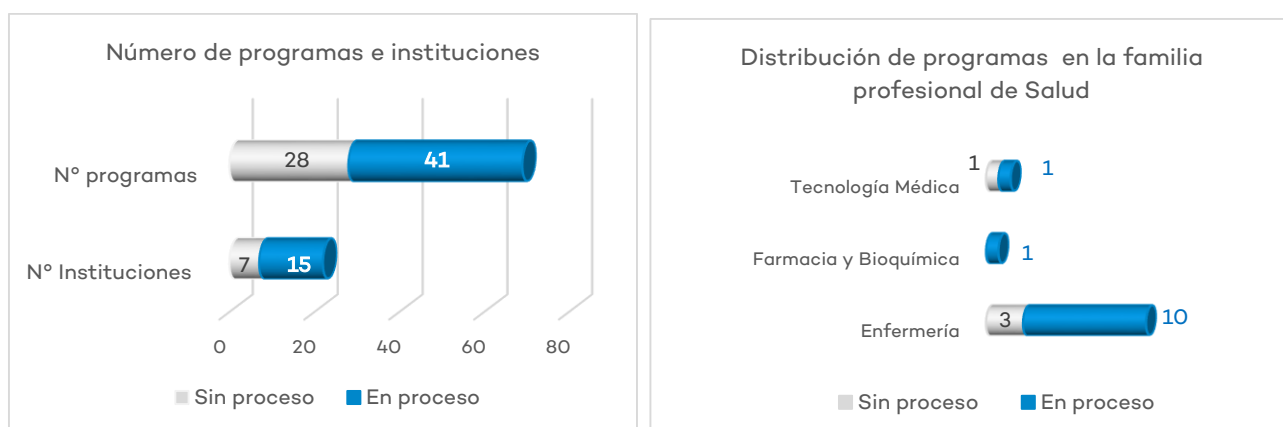 Número de programas e instituciones
N° programas
28
41
N° Instituciones
7
15
0
20
40
60
80
Sin proceso
En proceso
Distribución de programas en la familia
profesional de Salud
Tecnología Médica
1
1
Farmacia y Bioquímica
1
Enfermería
3
10
Sin proceso
En proceso